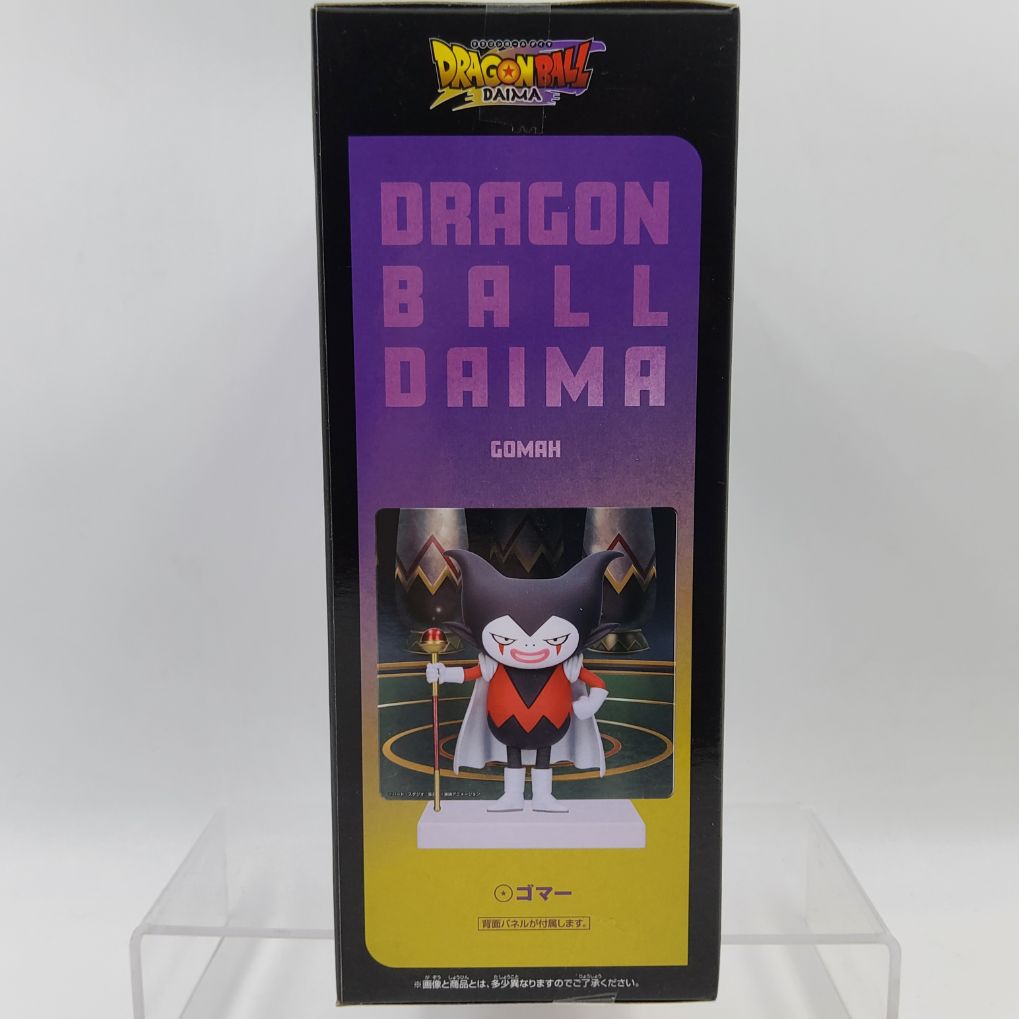 DRAGON BALL
DAIMA
DRAGON
BALL
DAIMA
GOMAH
ゴマー
背面パネルが付属します。
※画像と商品とは、多少異なりますのでご了承ください。